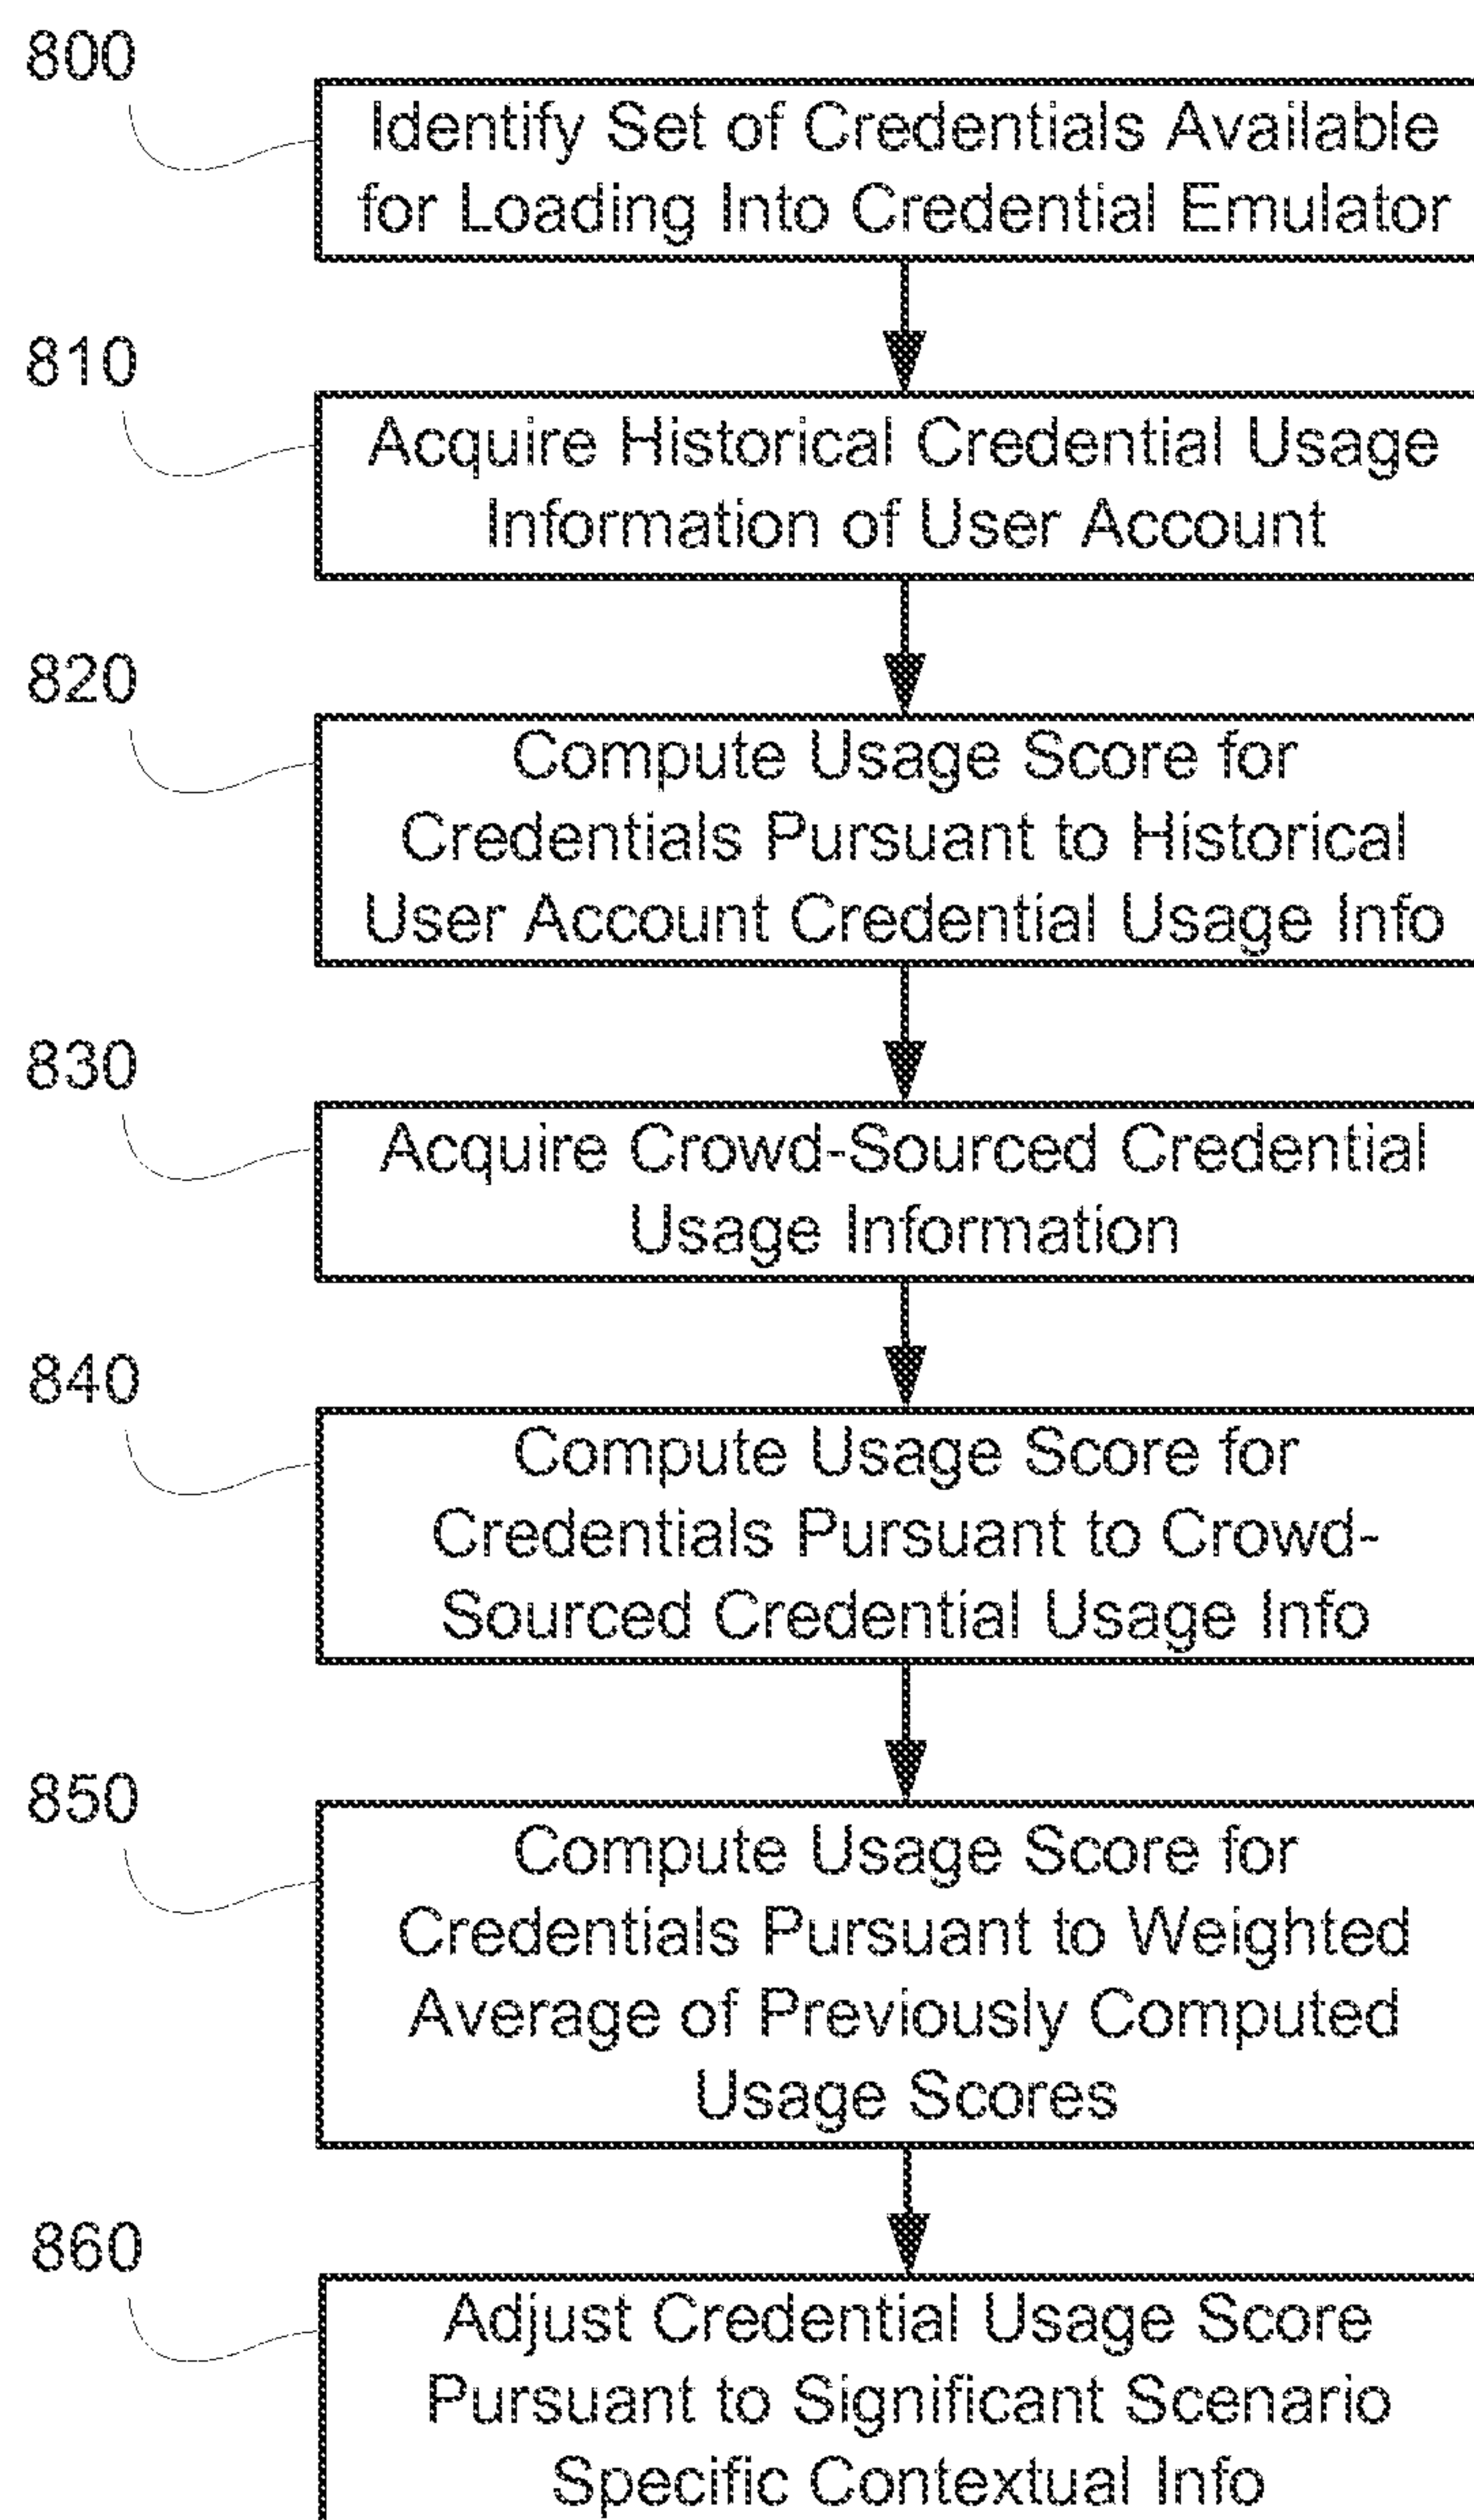 800
Identify Set of Credentials Available
for Loading Into Credential Emulator
810
Acquire Historical Credential Usage
Information of User Account
820
Compute Usage Score for
Credentials Pursuant to Historical
User Account Credential Usage Info
830
Acquire Crowd-Sourced Credential
Usage Information
840
Compute Usage Score for
Credentials Pursuant to Crowd-
Sourced Credential Usage Info
850
Compute Usage Score for
Credentials Pursuant to Weighted
Average of Previously Computed
Usage Scores
860
Adjust Credential Usage Score
Pursuant to Significant Scenario
Specific Contextual Info